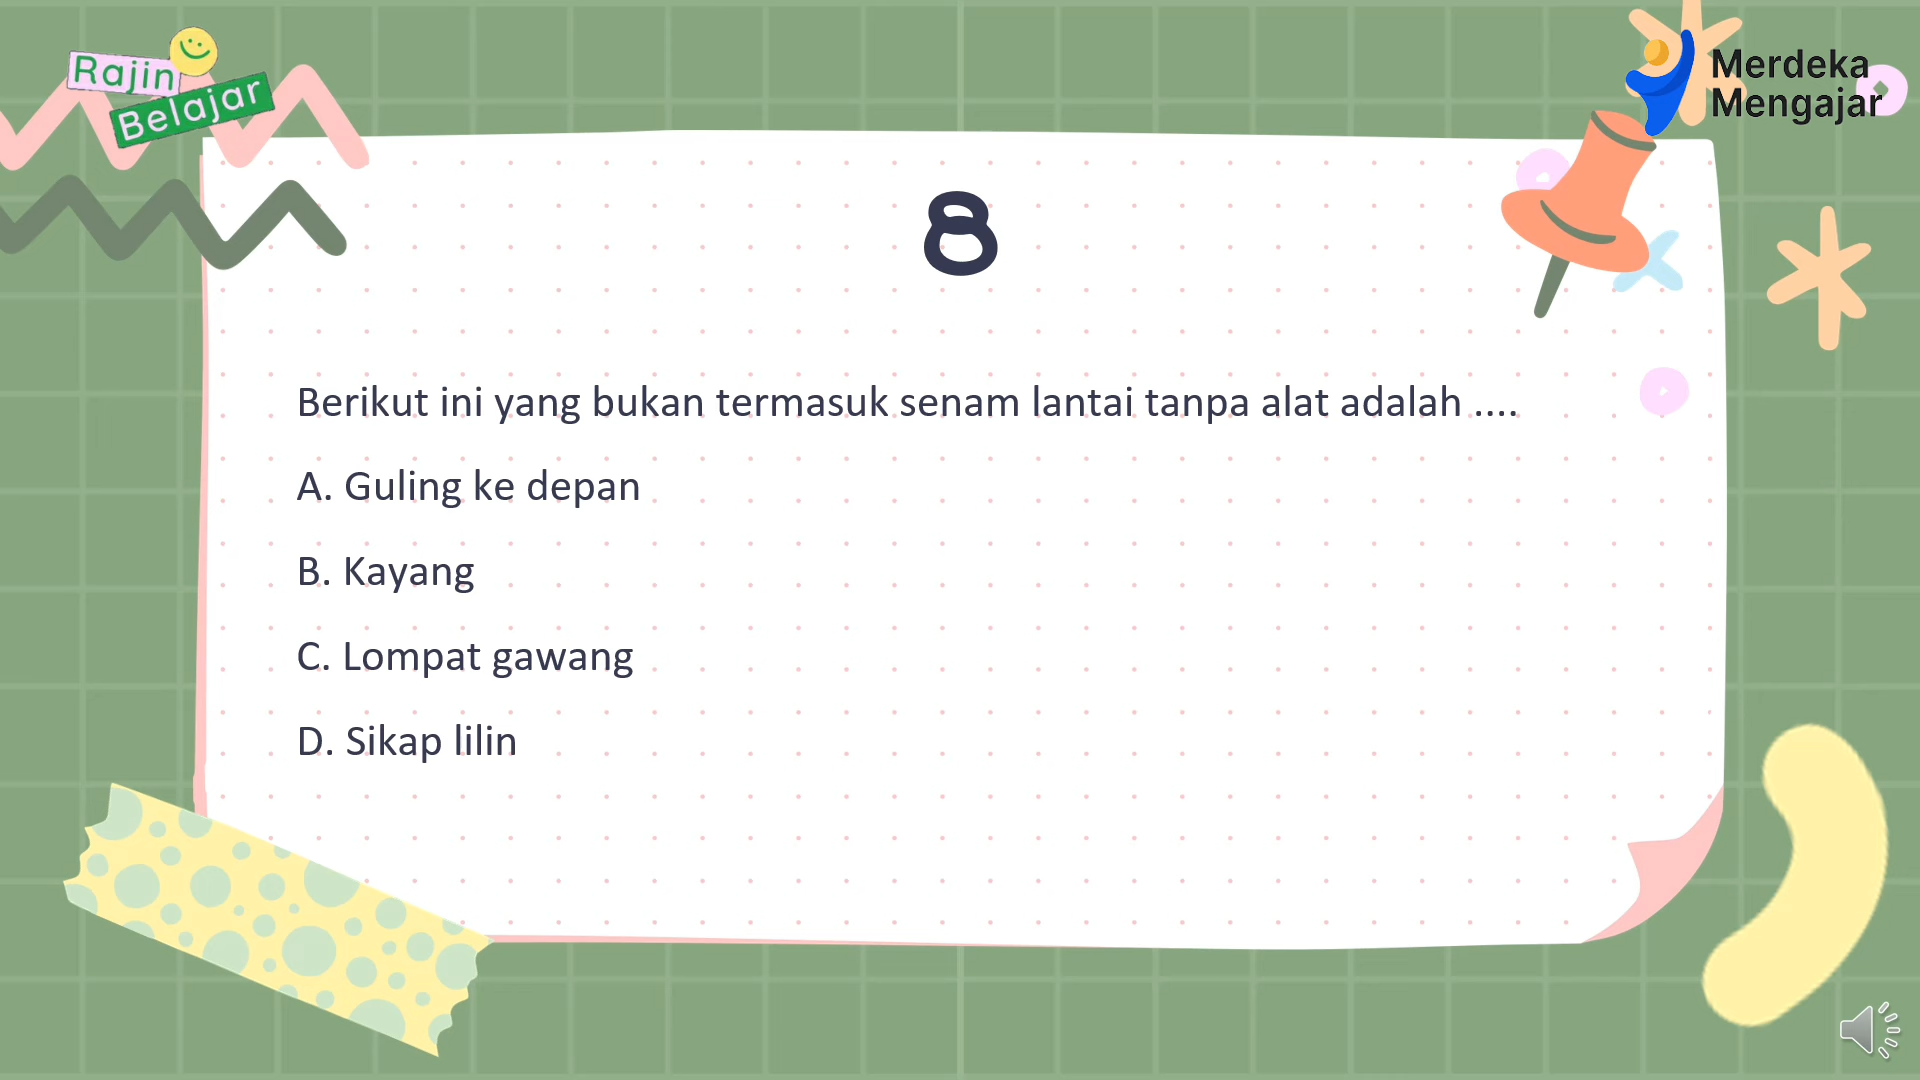 Rajin
Belajar
Merdeka
Mengajar
8
Berikut ini yang bukan termasuk senam lantai tanpa alat adalah ....
A. Guling ke depan
B. Kayang
C. Lompat gawang
D. Sikap lilin